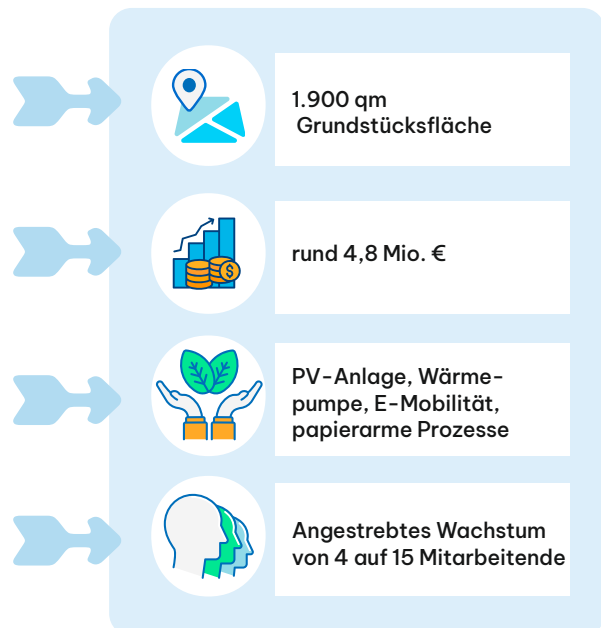 1.900 qm
Grundstücksfläche
rund 4,8 Mio. €
$
PV-Anlage, Wärme-
pumpe, E-Mobilität,
papierarme Prozesse
Angestrebtes Wachstum
von 4 auf 15 Mitarbeitende